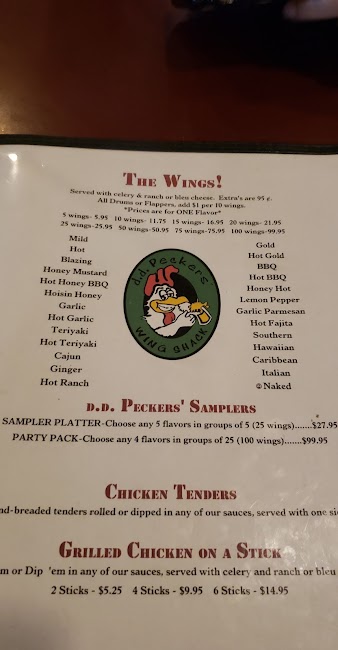 The Wings!
Served with celery & ranch or bleu cheese. Extra's are 95 ¢.
All Drums or Flappers, add $1 per 10 wings.
*Prices are for ONE Flavor*
5 wings- 5.95 10 wings- 11.75 15 wings- 16.95 20 wings- 21.95
25 wings-25.95 50 wings-50.95 75 wings-75.95 100 wings-99.95
Mild
Hot
Blazing
Honey Mustard
Hot Honey BBQ
Hoisin Honey
Garlic
Hot Garlic
Teriyaki
Hot Teriyaki
Cajun
Ginger
Hot Ranch
d.d. Peckers
WING SHACK
Gold
Hot Gold
BBQ
Hot BBQ
Honey Hot
Lemon Pepper
Garlic Parmesan
Hot Fajita
Southern
Hawaiian
Caribbean
Italian
Naked
d.d. Peckers' Samplers
SAMPLER PLATTER-Choose any 5 flavors in groups of 5 (25 wings).......$27.95
PARTY PACK-Choose any 4 flavors in groups of 25 (100 wings).......$99.95
Chicken Tenders
nd-breaded tenders rolled or dipped in any of our sauces, served with one si
Grilled Chicken on a Stick
m or Dip 'em in any of our sauces, served with celery and ranch or bleu
2 Sticks - $5.25 4 Sticks - $9.95 6 Sticks - $14.95